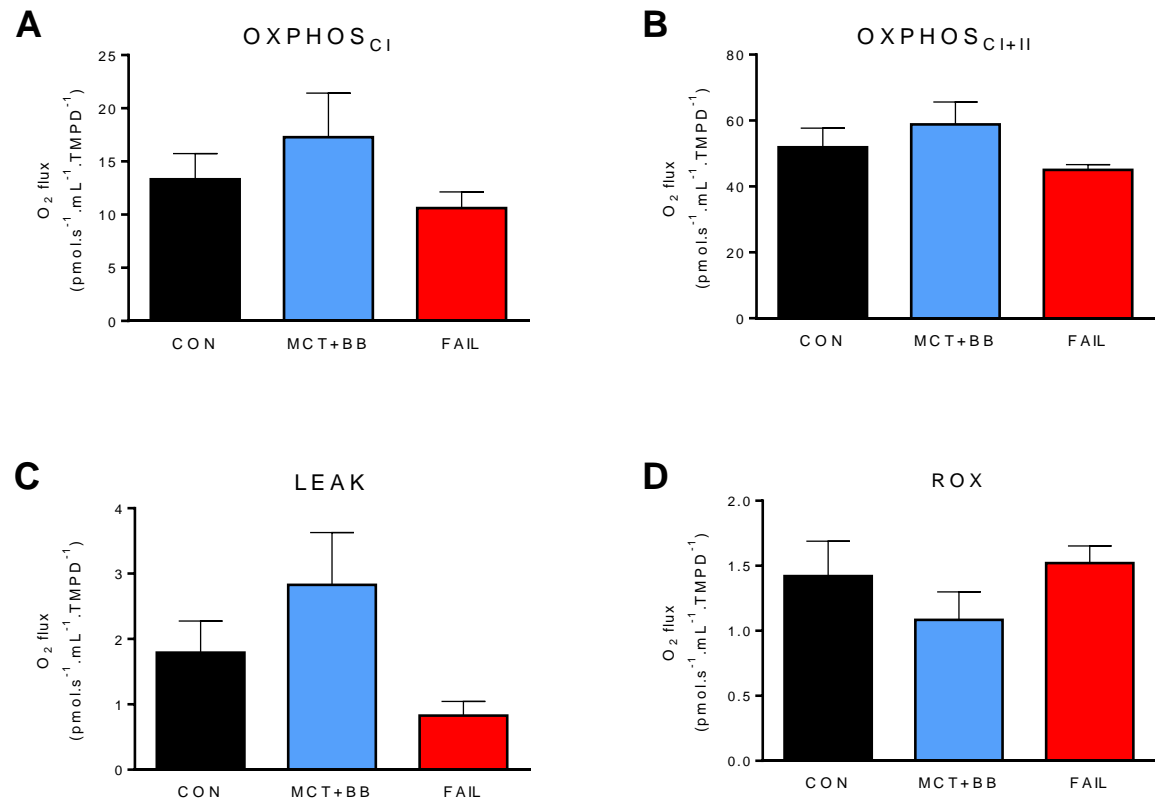 A
OXPHOS CI
O2 flux
(pmol.s-1.mL-1.TMPD-1)
25
20
15
10
5
0
CON MCT+BB FAIL
B
OXPHOS CI+II
O2 flux
(pmol.s-1.mL-1.TMPD-1)
80
60
40
20
0
CON MCT+BB FAIL
C
LEAK
O2 flux
(pmol.s-1.mL-1.TMPD-1)
4
3
2
1
0
CON MCT+BB FAIL
D
ROX
O2 flux
(pmol.s-1.mL-1.TMPD-1)
2.0
1.5
1.0
0.5
0.0
CON MCT+BB FAIL